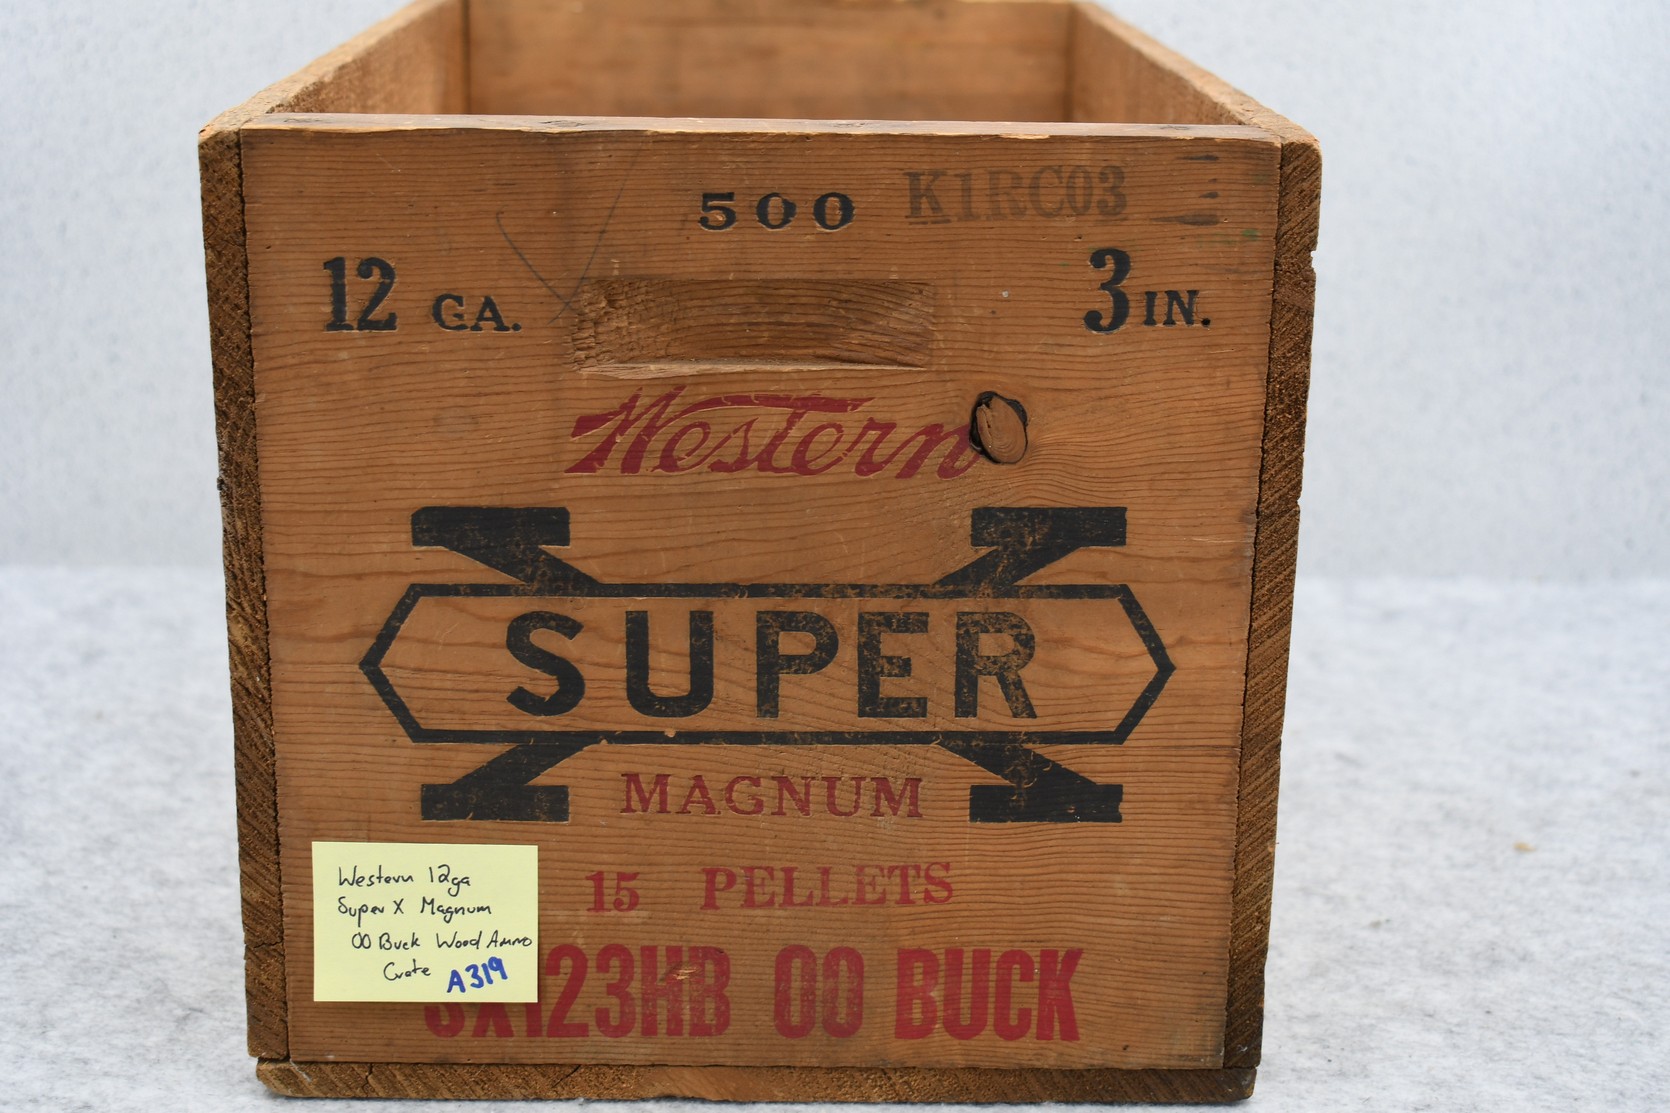 500 K1RC03
12 GA. 3 IN.
Western
SUPER X
MAGNUM
15 PELLETS
SX123HB 00 BUCK
Western 12ga
Super X Magnum
00 Buck Wood Ammo
Crate A319